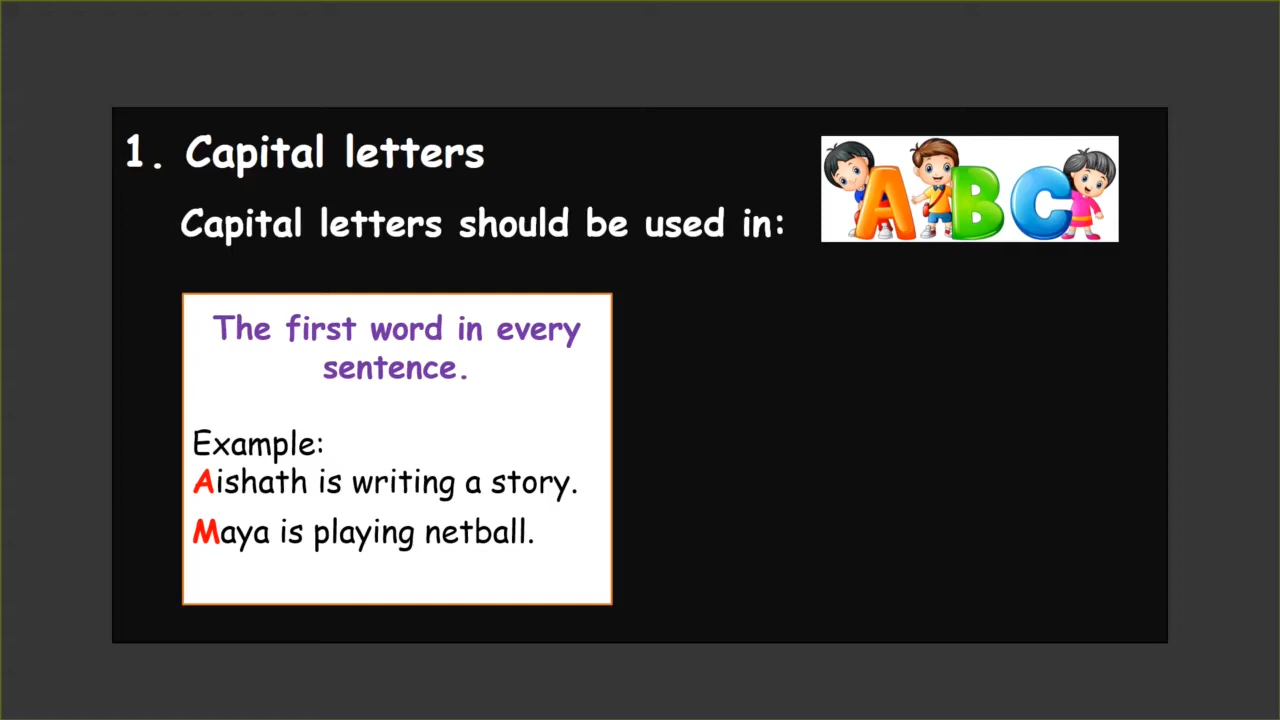 1. Capital letters
Capital letters should be used in:
ABC
The first word in every
sentence.
Example:
Aishath is writing a story.
Maya is playing netball.